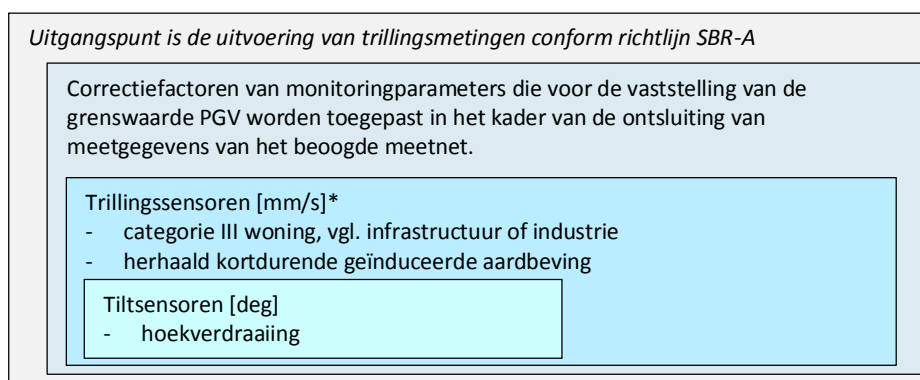 Uitgangspunt is de uitvoering van trillingsmetingen conform richtlijn SBR-A
Correctiefactoren van monitoringparameters die voor de vaststelling van de
grenswaarde PGV worden toegepast in het kader van de ontsluiting van
meetgegevens van het beoogde meetnet.
Trillingssensoren [mm/s]*
- categorie III woning, vgl. infrastructuur of industrie
- herhaald kortdurende geïnduceerde aardbeving
Tiltsensoren [deg]
- hoekverdraaiing